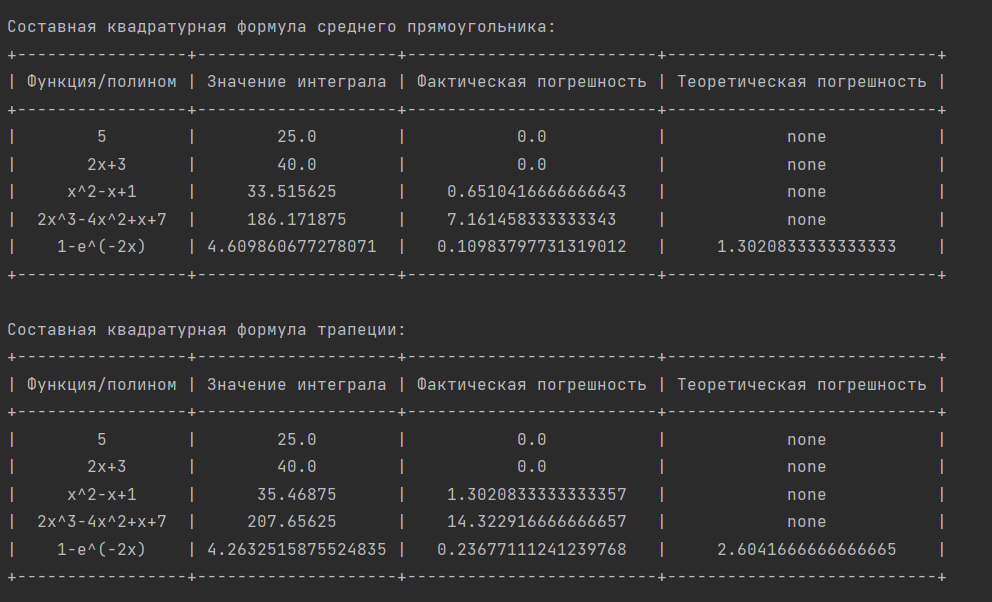 Составная квадратурная формула среднего прямоугольника:
+-----------------+--------------------+-------------------------+---------------------------+
| Функция/полином | Значение интеграла | Фактическая погрешность | Теоретическая погрешность |
+-----------------+--------------------+-------------------------+---------------------------+
| 5 | 25.0 | 0.0 | none |
| 2x+3 | 40.0 | 0.0 | none |
| x^2-x+1 | 33.515625 | 0.6510416666666643 | none |
| 2x^3-4x^2+x+7 | 186.171875 | 7.161458333333343 | none |
| 1-e^(-2x) | 4.609860677278071 | 0.10983797731319012 | 1.3020833333333333 |
+-----------------+--------------------+-------------------------+---------------------------+
Составная квадратурная формула трапеции:
+-----------------+--------------------+-------------------------+---------------------------+
| Функция/полином | Значение интеграла | Фактическая погрешность | Теоретическая погрешность |
+-----------------+--------------------+-------------------------+---------------------------+
| 5 | 25.0 | 0.0 | none |
| 2x+3 | 40.0 | 0.0 | none |
| x^2-x+1 | 35.46875 | 1.3020833333333357 | none |
| 2x^3-4x^2+x+7 | 207.65625 | 14.322916666666657 | none |
| 1-e^(-2x) | 4.2632515875524835 | 0.23677111241239768 | 2.6041666666666665 |
+-----------------+--------------------+-------------------------+---------------------------+